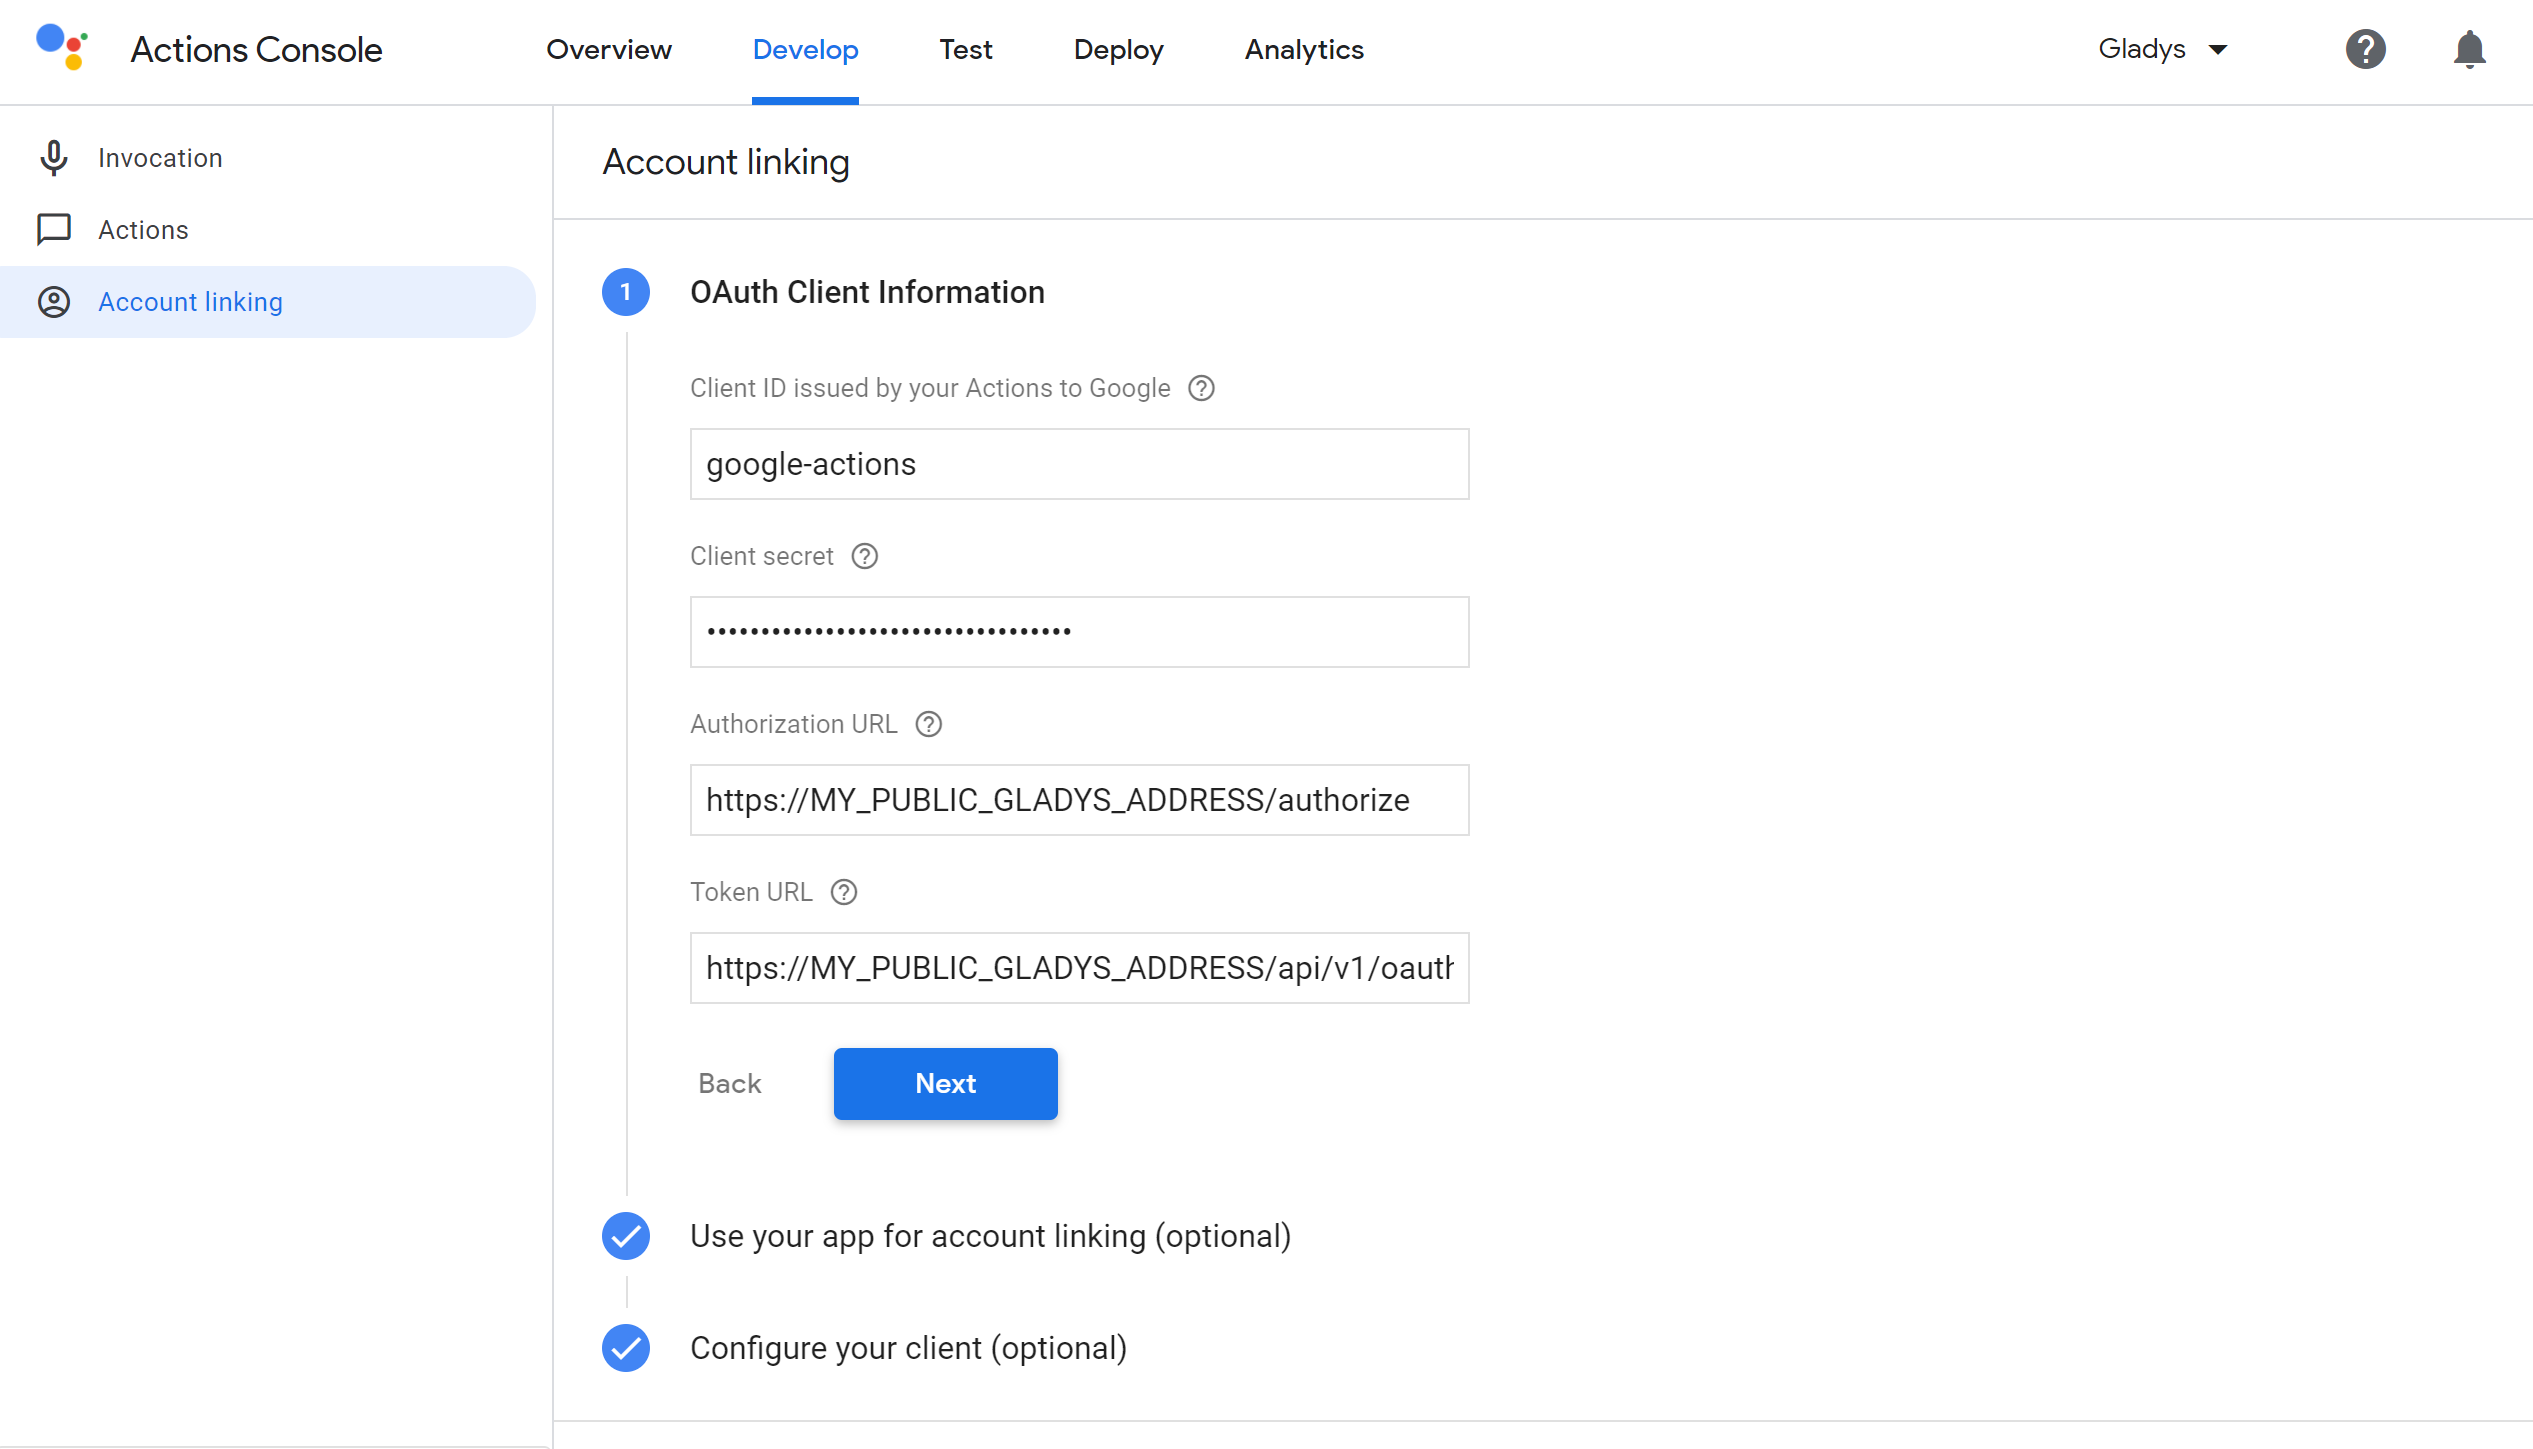 Actions Console
Overview
Develop
Test
Deploy
Analytics
Gladys
Invocation
Actions
Account linking
Account linking
1
OAuth Client Information
Client ID issued by your Actions to Google
google-actions
Client secret
••••••••••••••••••••••••••••••••••
Authorization URL
https://MY_PUBLIC_GLADYS_ADDRESS/authorize
Token URL
https://MY_PUBLIC_GLADYS_ADDRESS/api/v1/oauth
Back
Next
Use your app for account linking (optional)
Configure your client (optional)